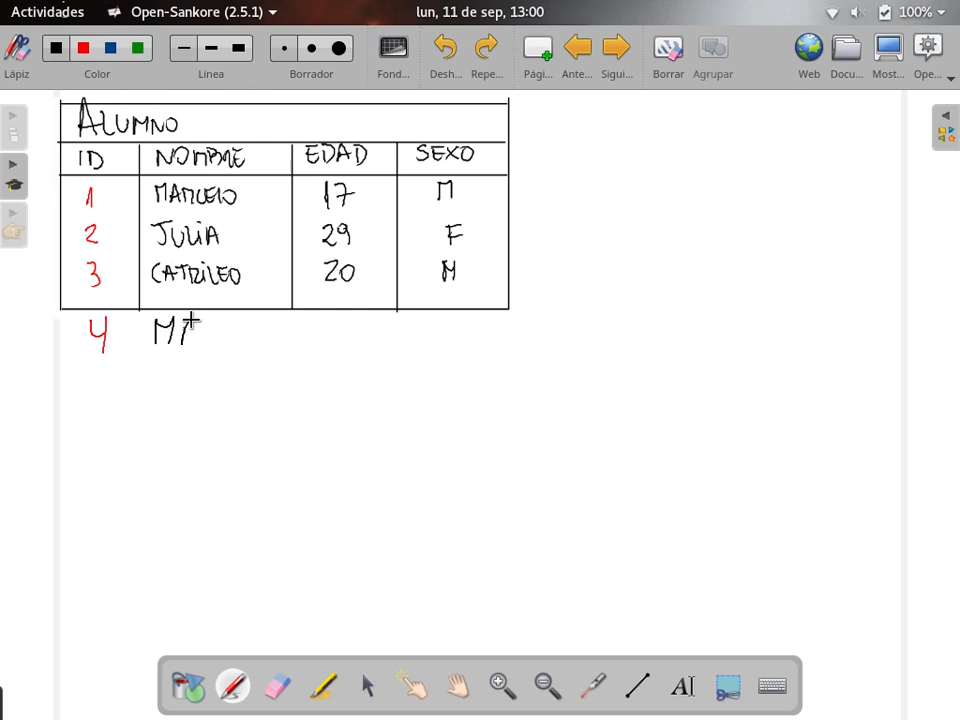 Actividades Open-Sankore (2.5.1) lun, 11 de sep, 13:00 100%
Lápiz Color Línea Borrador Fond... Desh... Repe... Pági... Ante... Sigui... Borrar Agrupar Web Docu... Most... Ope...
ALUMNO
ID NOMBRE EDAD SEXO
1 MARCELO 17 M
2 JULIA 29 F
3 CATRILEO 20 M
4 M